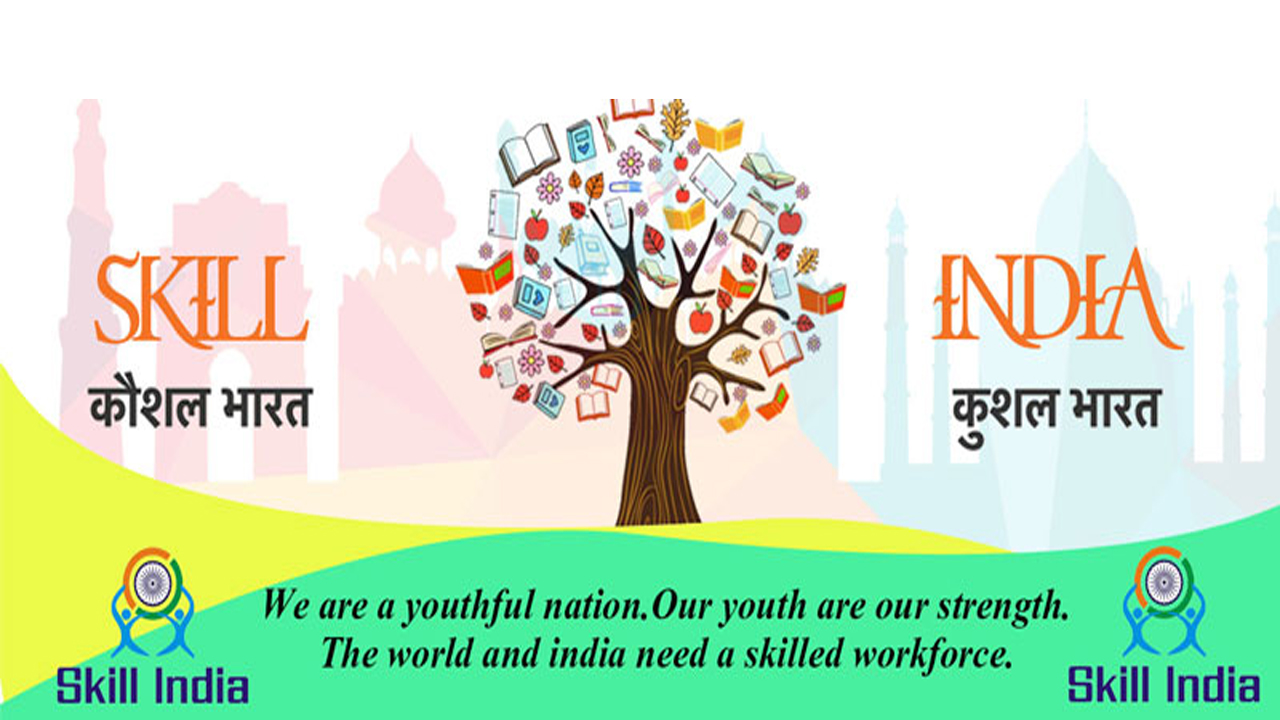 SKILL
INDIA
कौशल भारत
कुशल भारत
We are a youthful nation.Our youth are our strength.
The world and india need a skilled workforce.
Skill India
Skill India